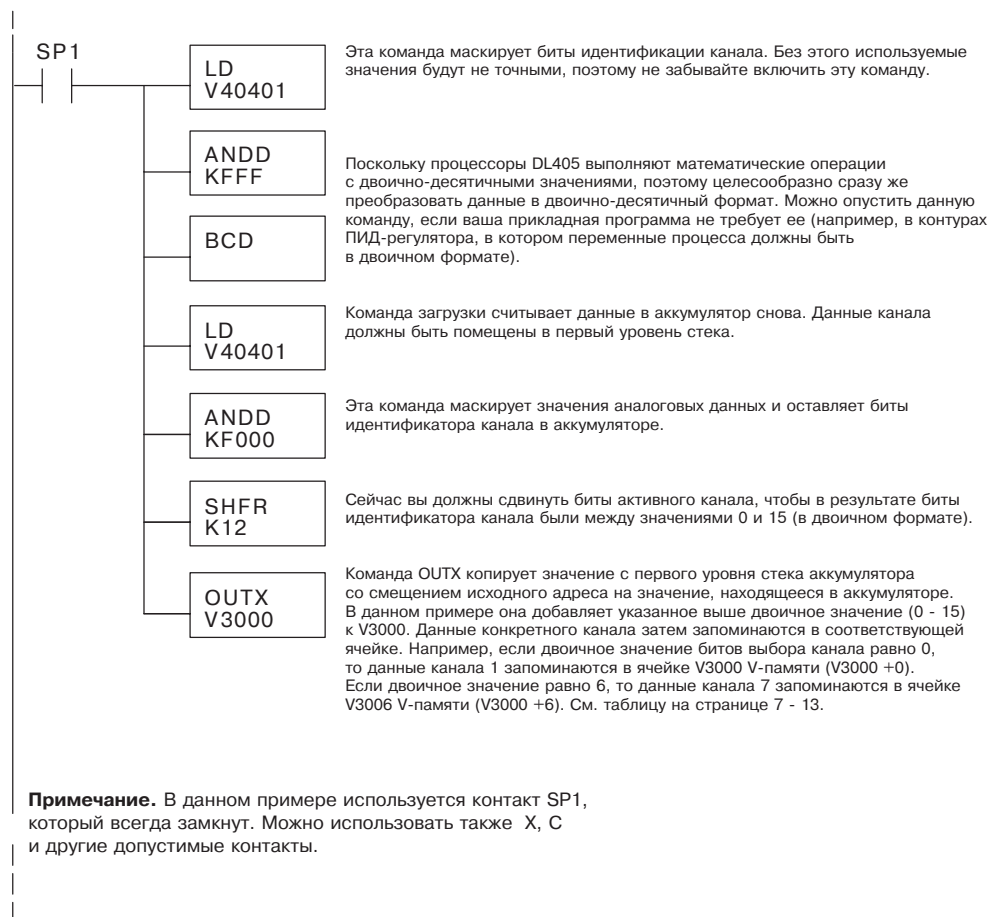 SP1
LD
V40401
Эта команда маскирует биты идентификации канала. Без этого используемые
значения будут не точными, поэтому не забывайте включить эту команду.
ANDD
KFFF
Поскольку процессоры DL405 выполняют математические операции
с двоично-десятичными значениями, поэтому целесообразно сразу же
преобразовать данные в двоично-десятичный формат. Можно опустить данную
команду, если ваша прикладная программа не требует ее (например, в контурах
ПИД-регулятора, в котором переменные процесса должны быть
в двоичном формате).
BCD
LD
V40401
Команда загрузки считывает данные в аккумулятор снова. Данные канала
должны быть помещены в первый уровень стека.
ANDD
KF000
Эта команда маскирует значения аналоговых данных и оставляет биты
идентификатора канала в аккумуляторе.
SHFR
K12
Сейчас вы должны сдвинуть биты активного канала, чтобы в результате биты
идентификатора канала были между значениями 0 и 15 (в двоичном формате).
OUTX
V3000
Команда OUTX копирует значение с первого уровня стека аккумулятора
со смещением исходного адреса на значение, находящееся в аккумуляторе.
В данном примере она добавляет указанное выше двоичное значение (0 - 15)
к V3000. Данные конкретного канала затем запоминаются в соответствующей
ячейке. Например, если двоичное значение битов выбора канала равно 0,
то данные канала 1 запоминаются в ячейке V3000 V-памяти (V3000 +0).
Если двоичное значение равно 6, то данные канала 7 запоминаются в ячейке
V3006 V-памяти (V3000 +6). См. таблицу на странице 7 - 13.
Примечание. В данном примере используется контакт SP1,
который всегда замкнут. Можно использовать также X, C
и другие допустимые контакты.